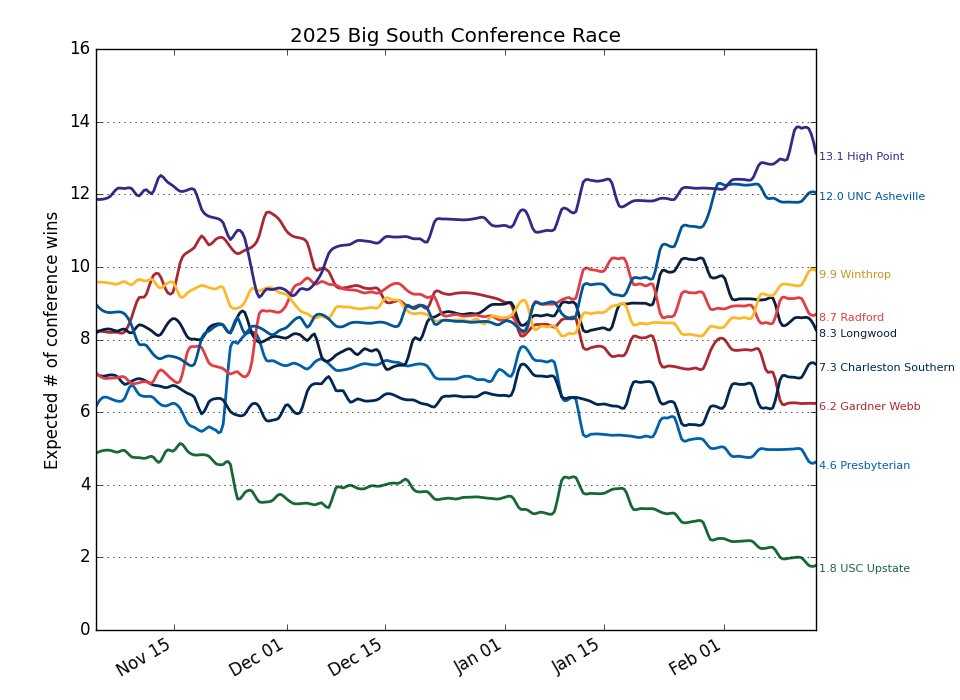 2025 Big South Conference Race
Expected # of conference wins
16
14
12
10
8
6
4
2
0
Nov 15
Dec 01
Dec 15
Jan 01
Jan 15
Feb 01
13.1 High Point
12.0 UNC Asheville
9.9 Winthrop
8.7 Radford
8.3 Longwood
7.3 Charleston Southern
6.2 Gardner Webb
4.6 Presbyterian
1.8 USC Upstate